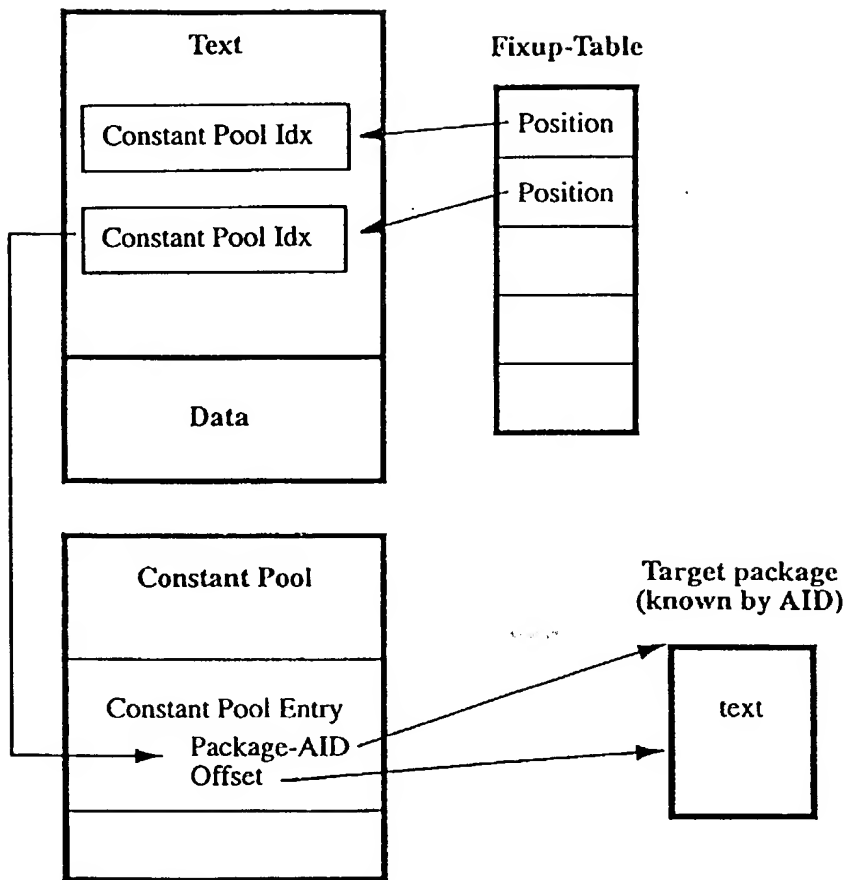 Text
Fixup-Table
Constant Pool Idx
Position
Constant Pool Idx
Position
Data
Constant Pool
Target package
(known by AID)
Constant Pool Entry
Package-AID
Offset
text